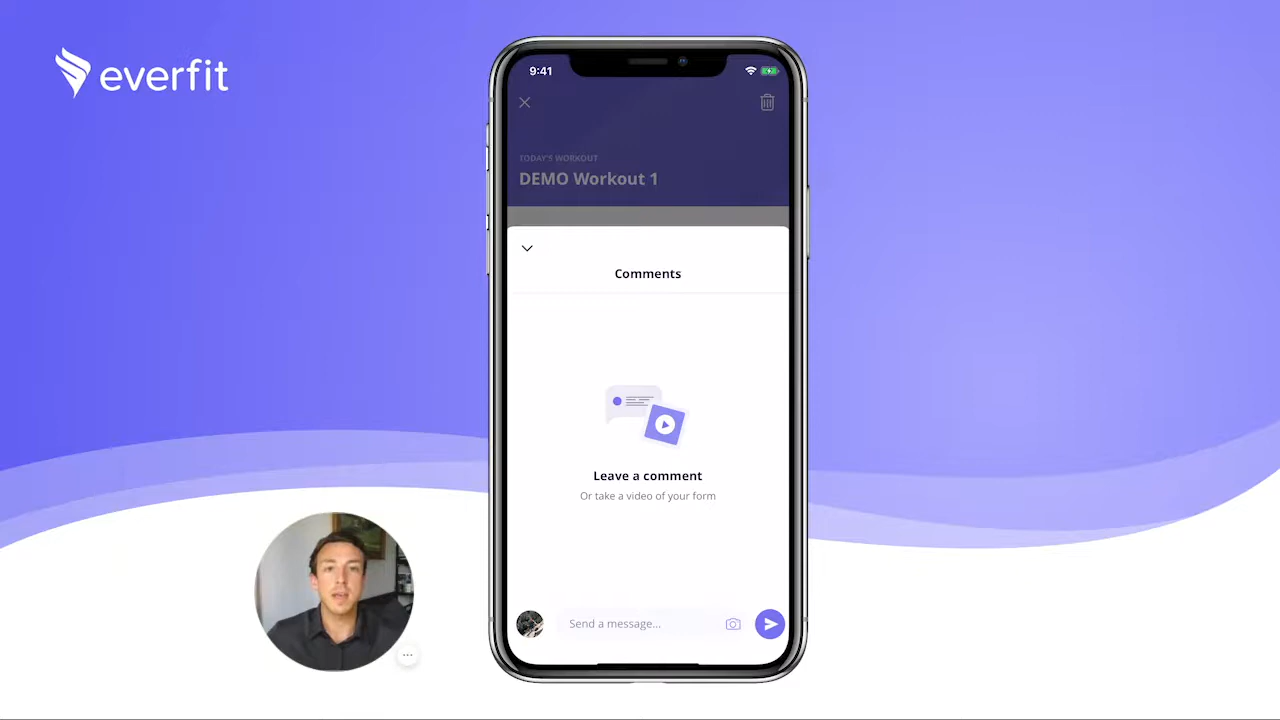 everfit
9:41
TODAY'S WORKOUT
DEMO Workout 1
Comments
Leave a comment
Or take a video of your form
Send a message...